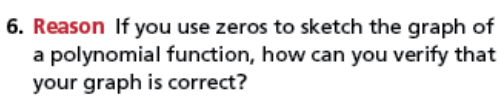 6. Reason If you use zeros to sketch the graph of
a polynomial function, how can you verify that
your graph is correct?